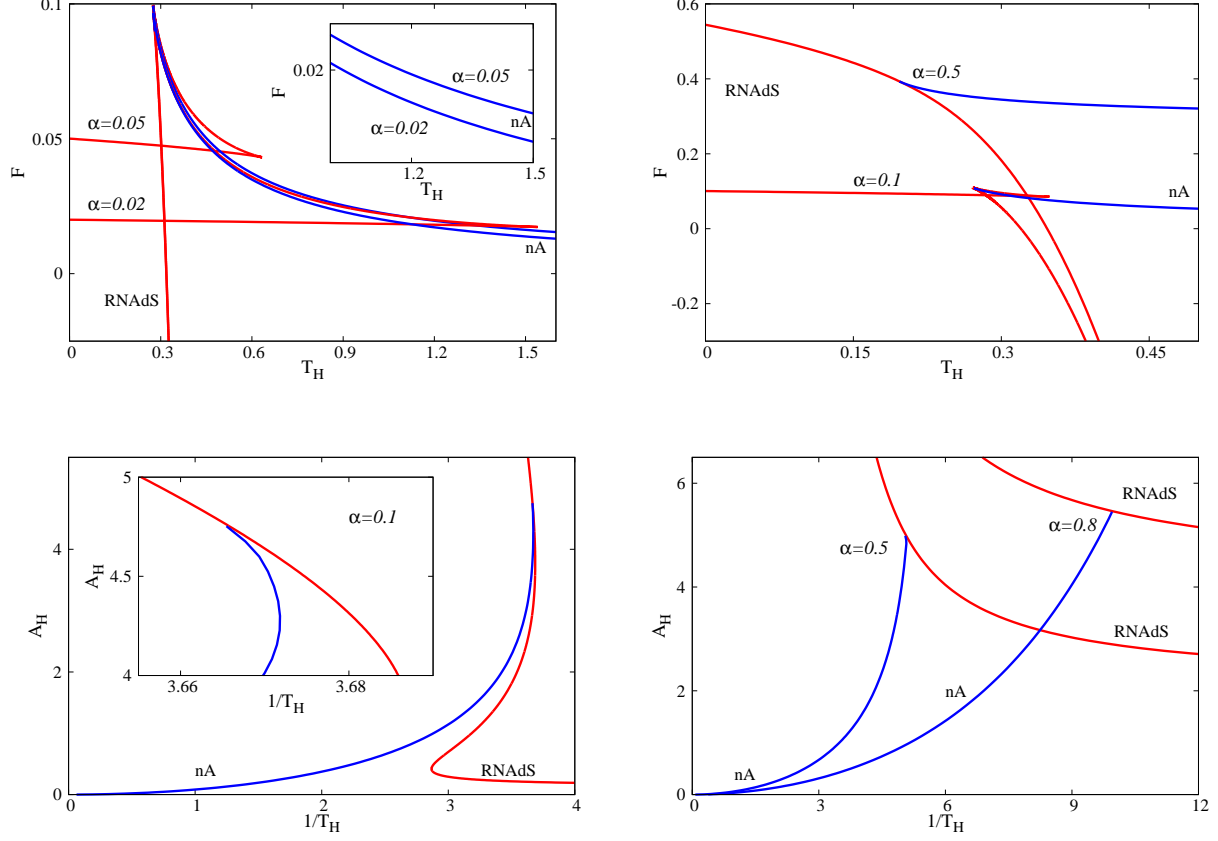 0.1
0.05
0
F
α=0.05
α=0.02
RNAdS
nA
0 0.3 0.6 0.9 1.2 1.5
T_H
0.02
F
α=0.05
nA
α=0.02
1.2 1.5
T_H
0.6
0.4
0.2
0
-0.2
F
RNAdS
α=0.5
α=0.1
nA
0 0.15 0.3 0.45
T_H
4
2
0
A_H
nA
RNAdS
0 1 2 3 4
1/T_H
5
4.5
4
A_H
α=0.1
3.66 3.68
1/T_H
6
4
2
0
A_H
RNAdS
α=0.8
α=0.5
RNAdS
nA
nA
0 3 6 9 12
1/T_H